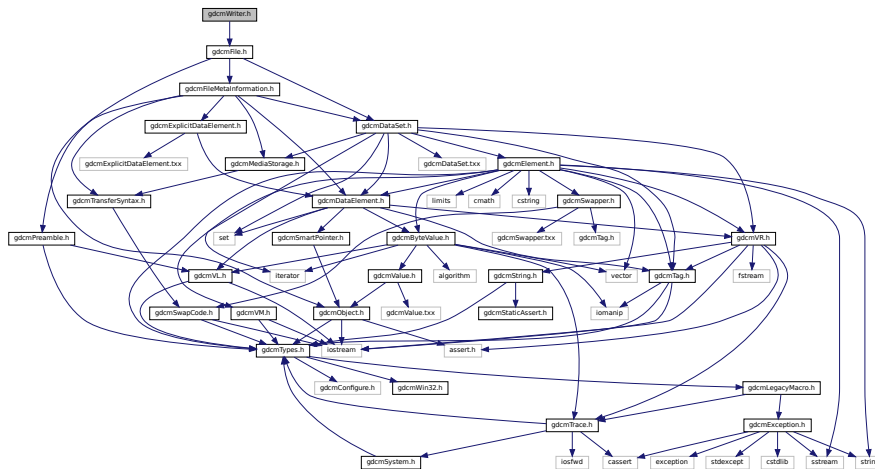 gdcmWriter.h
gdcmFile.h
gdcmFileMetaInformation.h
gdcmExplicitDataElement.h
gdcmDataSet.h
gdcmExplicitDataElement.txx
gdcmMediaStorage.h
gdcmDataSet.txx
gdcmElement.h
gdcmTransferSyntax.h
gdcmDataElement.h
limits
cmath
cstring
gdcmSwapper.h
gdcmPreamble.h
set
gdcmSmartPointer.h
gdcmByteValue.h
gdcmSwapper.txx
gdcmTag.h
gdcmVR.h
gdcmVL.h
iterator
gdcmValue.h
algorithm
gdcmString.h
vector
gdcmTag.h
fstream
gdcmSwapCode.h
gdcmVM.h
gdcmObject.h
gdcmValue.txx
gdcmStaticAssert.h
iomanip
gdcmTypes.h
iostream
assert.h
gdcmConfigure.h
gdcmWin32.h
gdcmLegacyMacro.h
gdcmTrace.h
gdcmException.h
gdcmSystem.h
iosfwd
cassert
exception
stdexcept
cstdlib
sstream